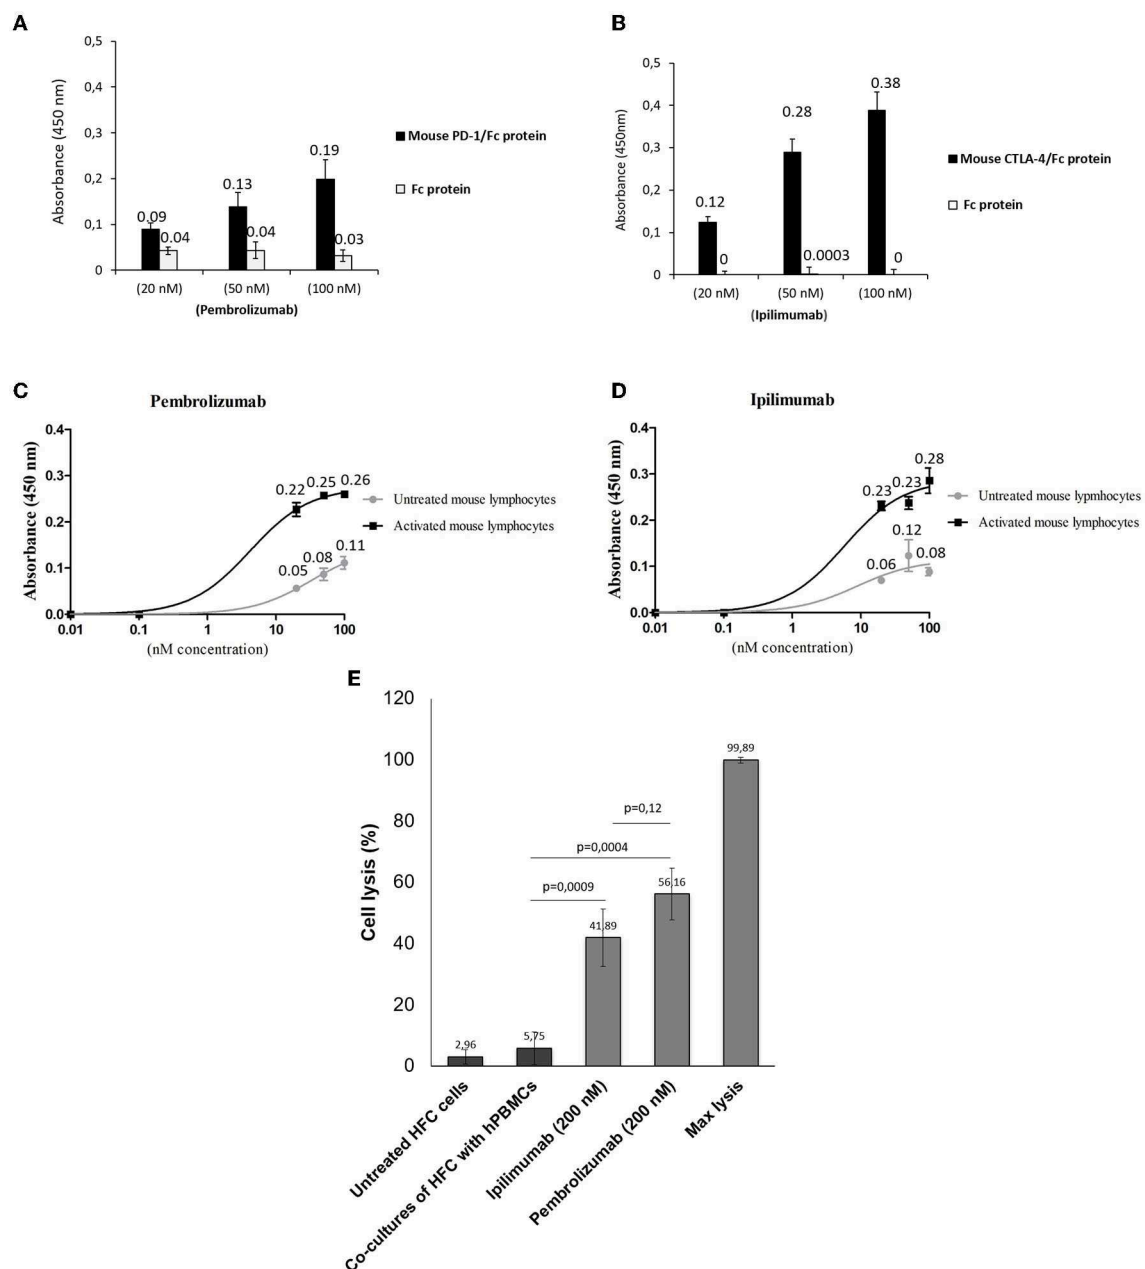 A
0,5
0,4
0,3
0,2
0,1
0
Absorbance (450 nm)
0.09
0.04
0.13
0.04
0.19
0.03
(20 nM)
(50 nM)
(100 nM)
(Pembrolizumab)
Mouse PD-1/Fc protein
Fc protein
B
0,5
0,4
0,3
0,2
0,1
0
Absorbance (450nm)
0.12
0
0.28
0.0003
0.38
0
(20 nM)
(50 nM)
(100 nM)
(Ipilimumab)
Mouse CTLA-4/Fc protein
Fc protein
C
Pembrolizumab
0.4
0.3
0.2
0.1
0.0
Absorbance (450 nm)
0.22
0.25
0.26
0.05
0.08
0.11
0.01
0.1
1
10
100
(nM concentration)
Untreated mouse lymphocytes
Activated mouse lymphocytes
D
Ipilimumab
0.4
0.3
0.2
0.1
0.0
Absorbance (450 nm)
0.23
0.23
0.28
0.06
0.12
0.08
0.01
0.1
1
10
100
(nM concentration)
Untreated mouse lypmhocytes
Activated mouse lymphocytes
E
120
100
80
60
40
20
0
Cell lysis (%)
2,96
5,75
41,89
56,16
99,89
p=0,0009
p=0,0004
p=0,12
Untreated HFC cells
Co-cultures of HFC with hPBMCs
Ipilimumab (200 nM)
Pembrolizumab (200 nM)
Max lysis